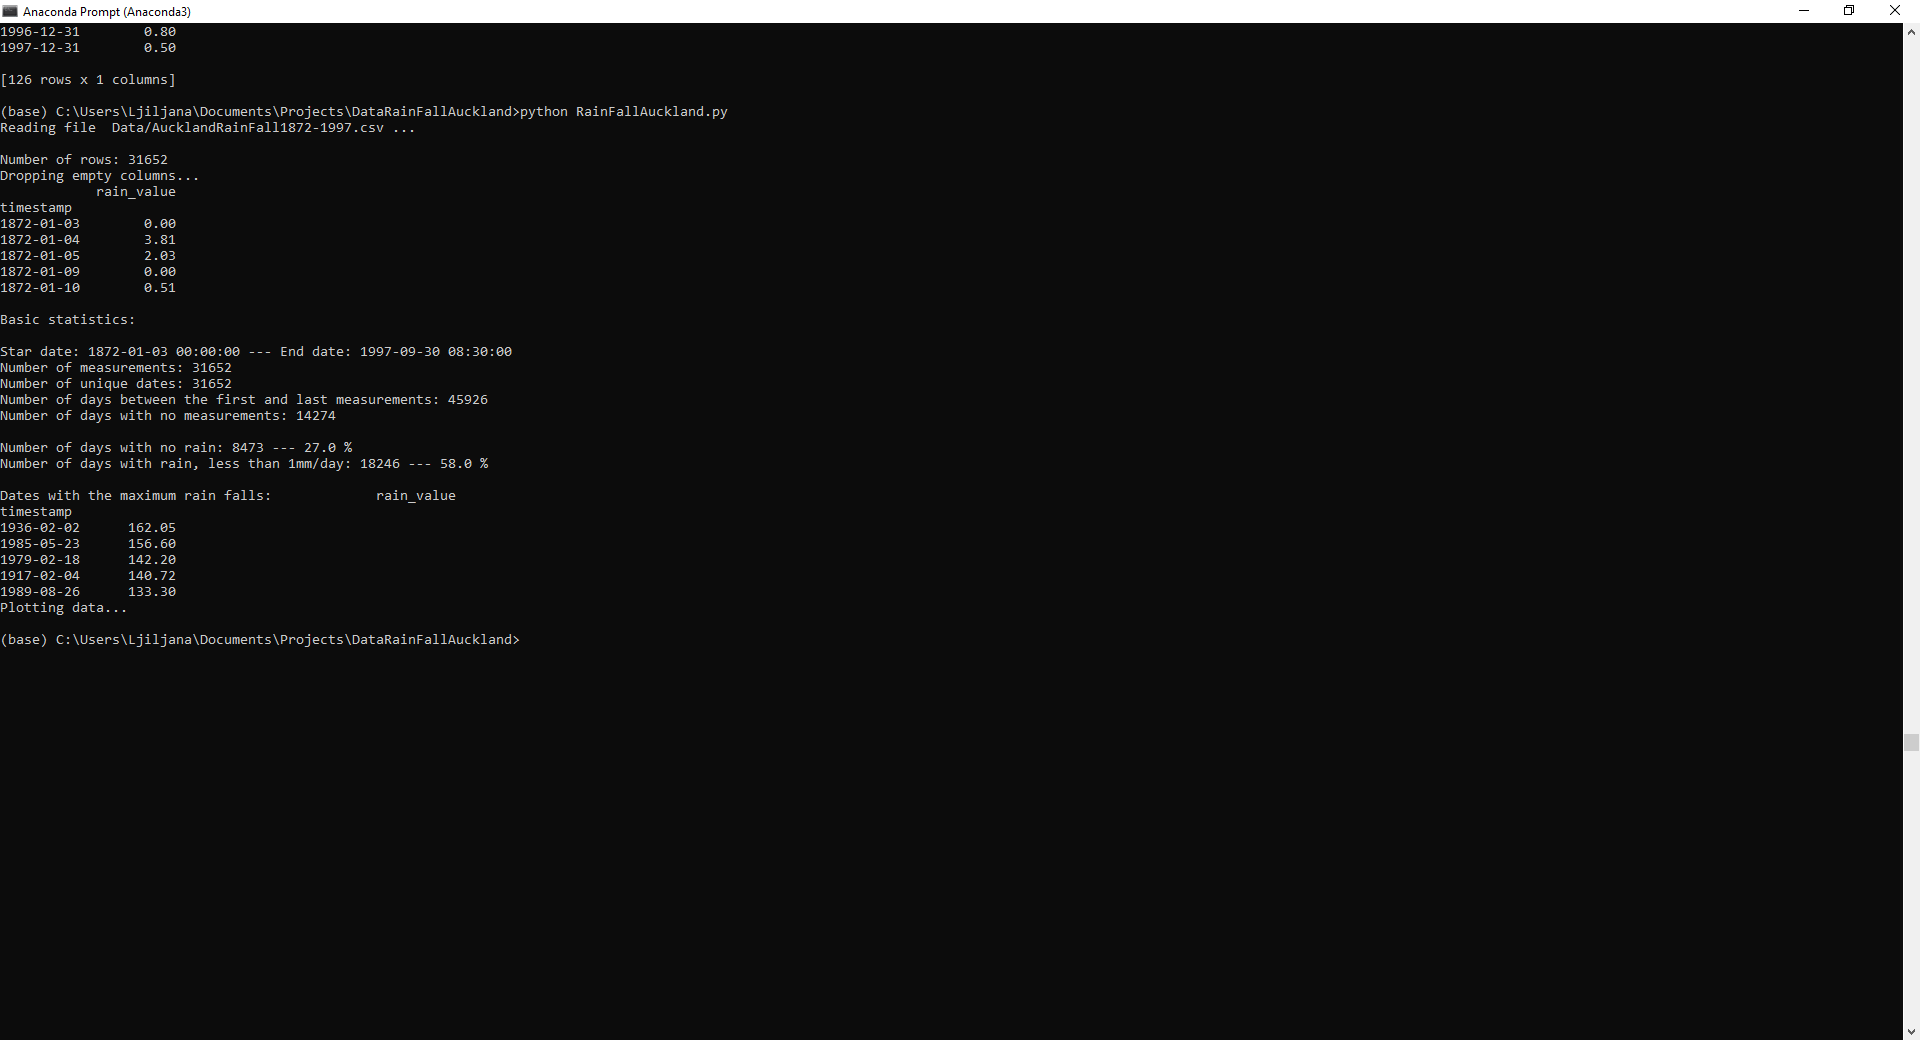 Anaconda Prompt (Anaconda3)
1996-12-31        0.80
1997-12-31        0.50
[126 rows x 1 columns]
(base) C:\Users\Ljiljana\Documents\Projects\DataRainFallAuckland>python RainFallAuckland.py
Reading file  Data/AucklandRainFall1872-1997.csv ...
Number of rows: 31652
Dropping empty columns...
            rain_value
timestamp
1872-01-03        0.00
1872-01-04        3.81
1872-01-05        2.03
1872-01-09        0.00
1872-01-10        0.51
Basic statistics:
Star date: 1872-01-03 00:00:00 --- End date: 1997-09-30 08:30:00
Number of measurements: 31652
Number of unique dates: 31652
Number of days between the first and last measurements: 45926
Number of days with no measurements: 14274
Number of days with no rain: 8473 --- 27.0 %
Number of days with rain, less than 1mm/day: 18246 --- 58.0 %
Dates with the maximum rain falls:             rain_value
timestamp
1936-02-02      162.05
1985-05-23      156.60
1979-02-18      142.20
1917-02-04      140.72
1989-08-26      133.30
Plotting data...
(base) C:\Users\Ljiljana\Documents\Projects\DataRainFallAuckland>